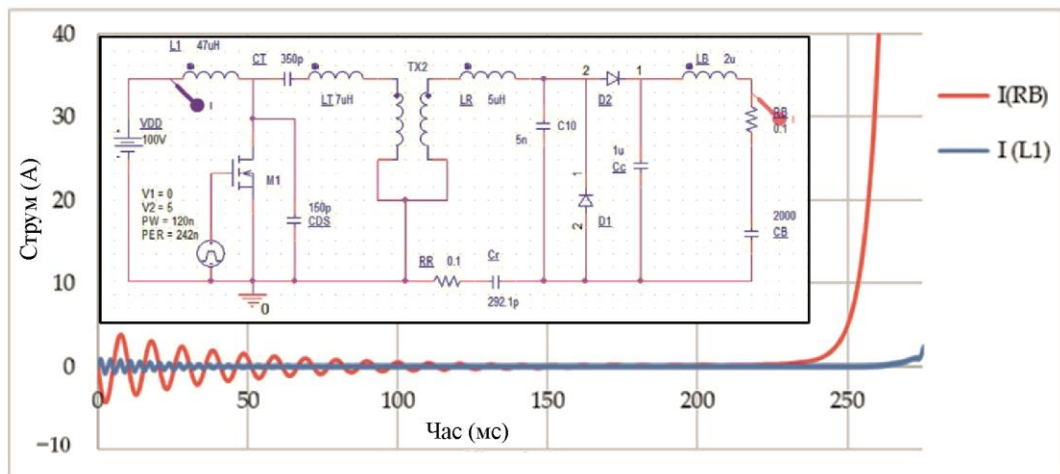 40
30
20
10
0
−10
Струм (А)
0
50
100
150
200
250
Час (мс)
I(RB)
I (L1)
L1 47uH
CT 350p
LT 7uH
TX2
LR 5uH
2 1
D2
LB 2u
RB
0.1
I
I
VDD
100V
+
-
M1
V1 = 0
V2 = 5
PW = 120n
PER = 242n
150p
CDS
C10
5n
1u
Cc
1
D1
2
2000
CB
RR 0.1
Cr
292.1p
0